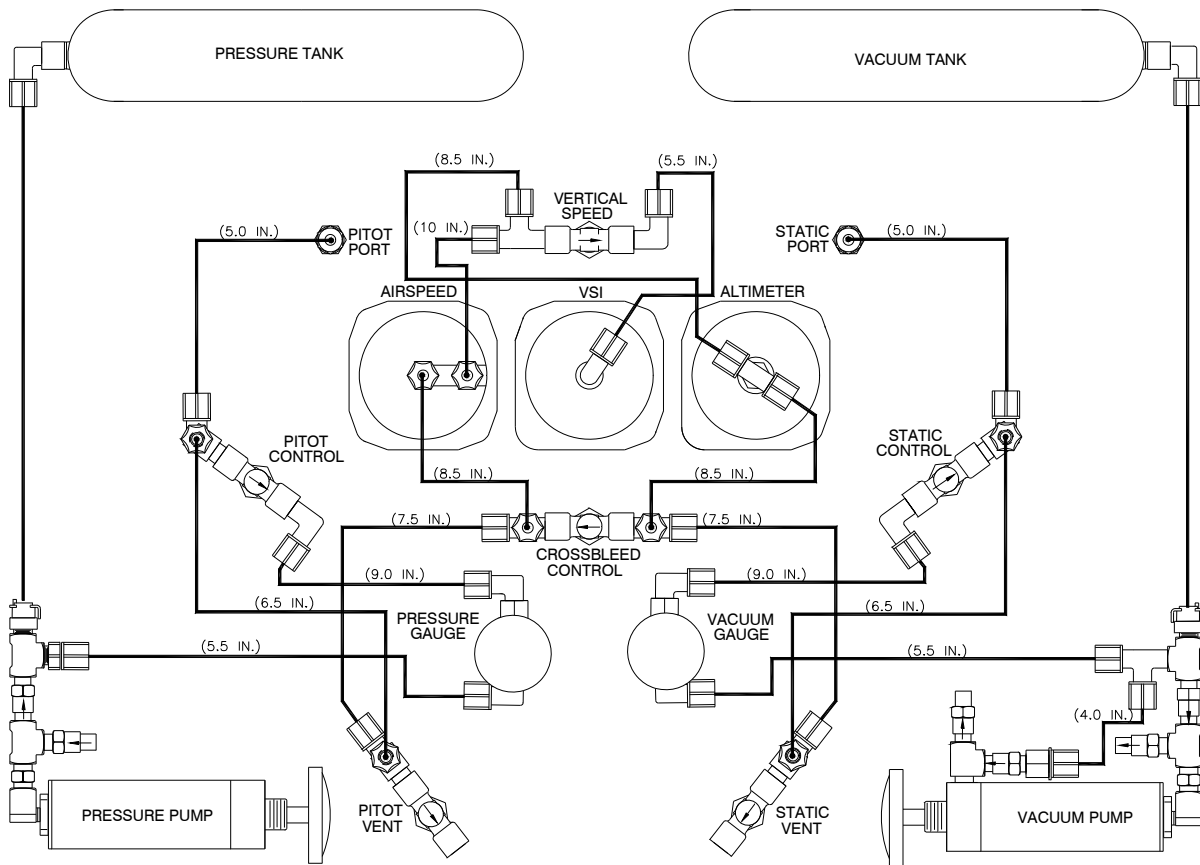 PRESSURE TANK
VACUUM TANK
(8.5 IN.)
(5.5 IN.)
VERTICAL
SPEED
(5.0 IN.)
PITOT
PORT
(10 IN.)
STATIC
PORT
(5.0 IN.)
AIRSPEED
VSI
ALTIMETER
PITOT
CONTROL
STATIC
CONTROL
(8.5 IN.)
(8.5 IN.)
(7.5 IN.)
(7.5 IN.)
CROSSBLEED
CONTROL
(9.0 IN.)
(9.0 IN.)
(6.5 IN.)
(6.5 IN.)
PRESSURE
GAUGE
VACUUM
GAUGE
(5.5 IN.)
(5.5 IN.)
(4.0 IN.)
PRESSURE PUMP
PITOT
VENT
STATIC
VENT
VACUUM PUMP